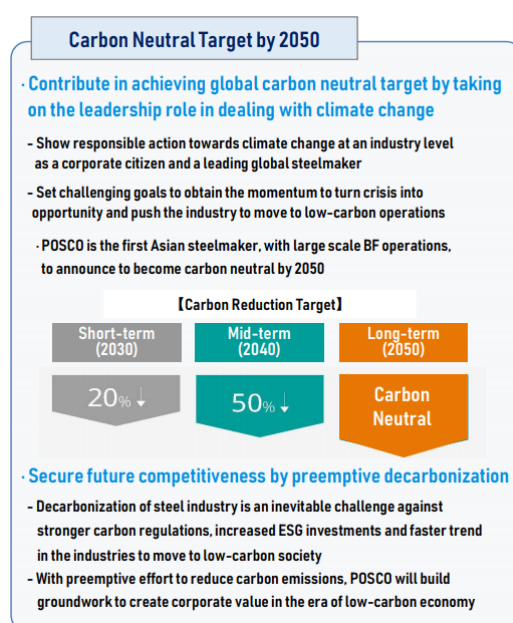 Carbon Neutral Target by 2050
· Contribute in achieving global carbon neutral target by taking
on the leadership role in dealing with climate change
- Show responsible action towards climate change at an industry level
as a corporate citizen and a leading global steelmaker
- Set challenging goals to obtain the momentum to turn crisis into
opportunity and push the industry to move to low-carbon operations
· POSCO is the first Asian steelmaker, with large scale BF operations,
to announce to become carbon neutral by 2050
【Carbon Reduction Target】
Short-term
(2030)
Mid-term
(2040)
Long-term
(2050)
20% ↓
50% ↓
Carbon
Neutral
· Secure future competitiveness by preemptive decarbonization
- Decarbonization of steel industry is an inevitable challenge against
stronger carbon regulations, increased ESG investments and faster trend
in the industries to move to low-carbon society
- With preemptive effort to reduce carbon emissions, POSCO will build
groundwork to create corporate value in the era of low-carbon economy